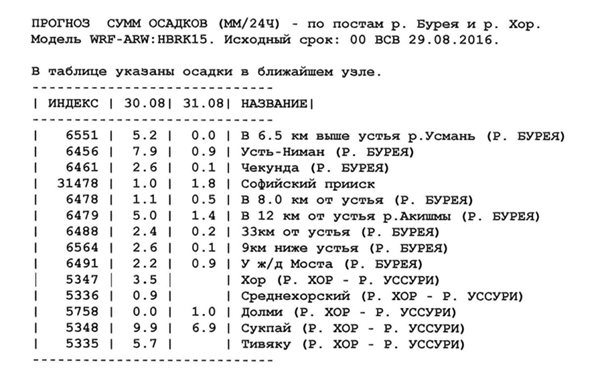 ПРОГНОЗ СУММ ОСАДКОВ (ММ/24Ч) - по постам р. Бурея и р. Хор.
Модель WRF-ARW:HBRK15. Исходный срок: 00 ВСВ 29.08.2016.
В таблице указаны осадки в ближайшем узле.
------------------------------
| ИНДЕКС | 30.08| 31.08| НАЗВАНИЕ|
------------------------------
| 6551 | 5.2 | 0.0 | В 6.5 км выше устья р.Усмань (Р. БУРЕЯ)
| 6456 | 7.9 | 0.9 | Усть-Ниман (Р. БУРЕЯ)
| 6461 | 2.6 | 0.1 | Чекунда (Р. БУРЕЯ)
| 31478 | 1.0 | 1.8 | Софийский прииск
| 6478 | 1.1 | 0.5 | В 8.0 км от устья (Р. БУРЕЯ)
| 6479 | 5.0 | 1.4 | В 12 км от устья р.Акишмы (Р. БУРЕЯ)
| 6488 | 2.4 | 0.2 | 33км от устья (Р. БУРЕЯ)
| 6564 | 2.6 | 0.1 | 9км ниже устья (Р. БУРЕЯ)
| 6491 | 2.2 | 0.9 | У ж/д Моста (Р. БУРЕЯ)
| 5347 | 3.5 | | Хор (Р. ХОР - Р. УССУРИ)
| 5336 | 0.9 | | Среднехорский (Р. ХОР - Р. УССУРИ)
| 5758 | 0.0 | 1.0 | Долми (Р. ХОР - Р. УССУРИ)
| 5348 | 9.9 | 6.9 | Сукпай (Р. ХОР - Р. УССУРИ)
| 5335 | 5.7 | | Тивяку (Р. ХОР - Р. УССУРИ)
------------------------------